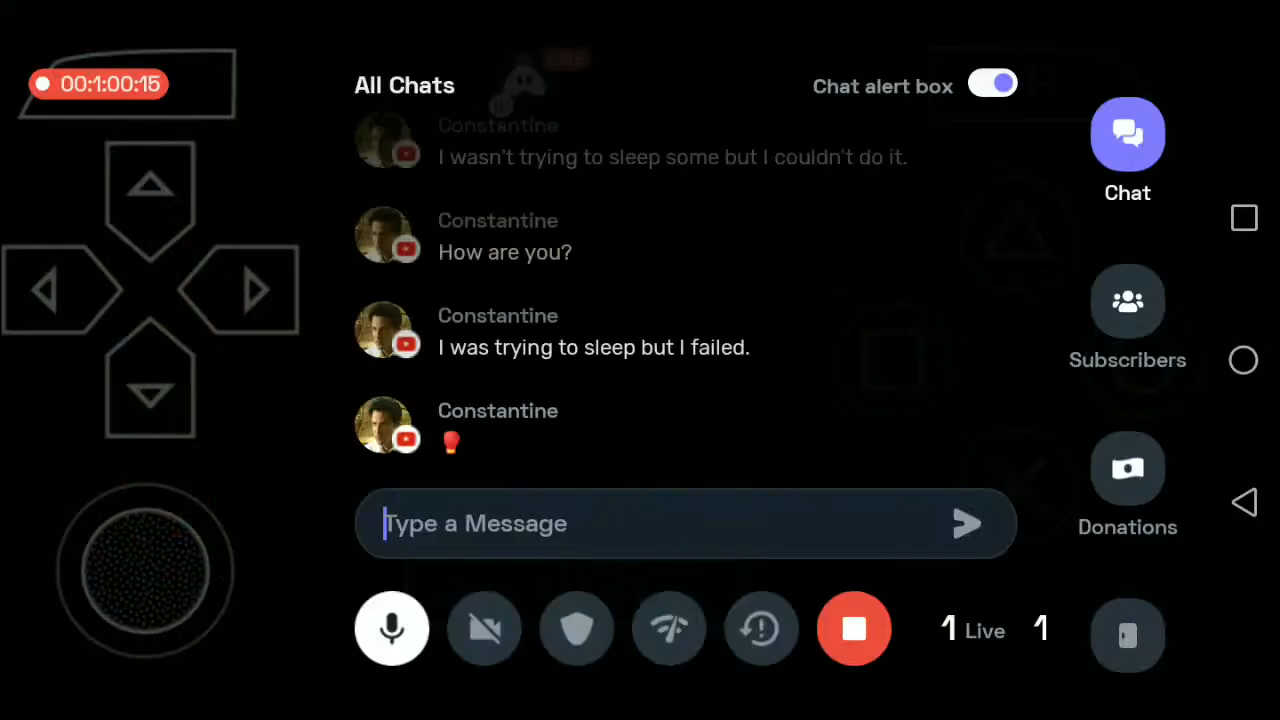 00:1:00:15
All Chats
Chat alert box
Constantine
I wasn't trying to sleep some but I couldn't do it.
Chat
Constantine
How are you?
Constantine
I was trying to sleep but I failed.
Subscribers
Constantine
🥊
Type a Message
Donations
1 Live 1